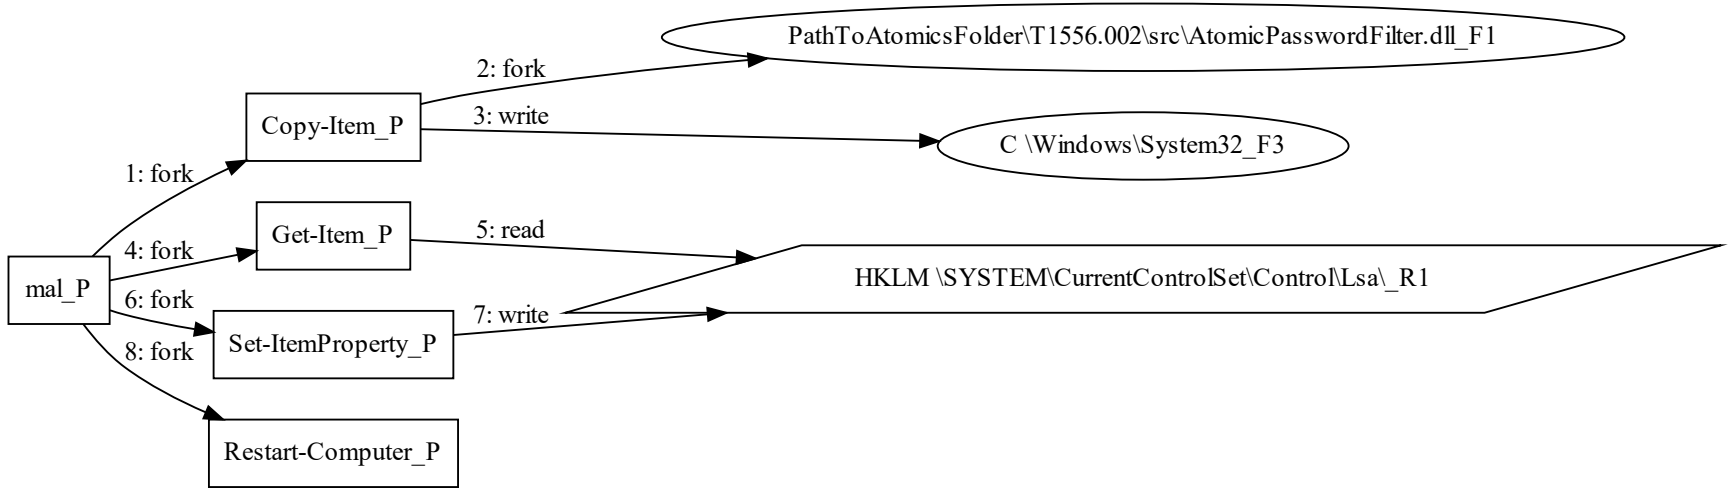 PathToAtomicsFolder\T1556.002\src\AtomicPasswordFilter.dll_F1
2: fork
Copy-Item_P
3: write
C \Windows\System32_F3
1: fork
Get-Item_P
5: read
4: fork
HKLM \SYSTEM\CurrentControlSet\Control\Lsa\_R1
mal_P
6: fork
7: write
Set-ItemProperty_P
8: fork
Restart-Computer_P